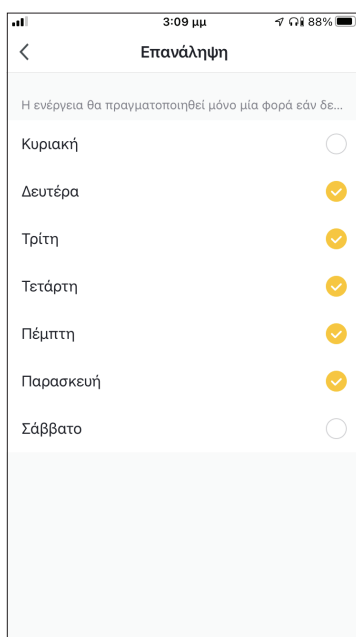 3:09 μμ 88%
Επανάληψη
Η ενέργεια θα πραγματοποιηθεί μόνο μία φορά εάν δε...
Κυριακή
Δευτέρα
Τρίτη
Τετάρτη
Πέμπτη
Παρασκευή
Σάββατο